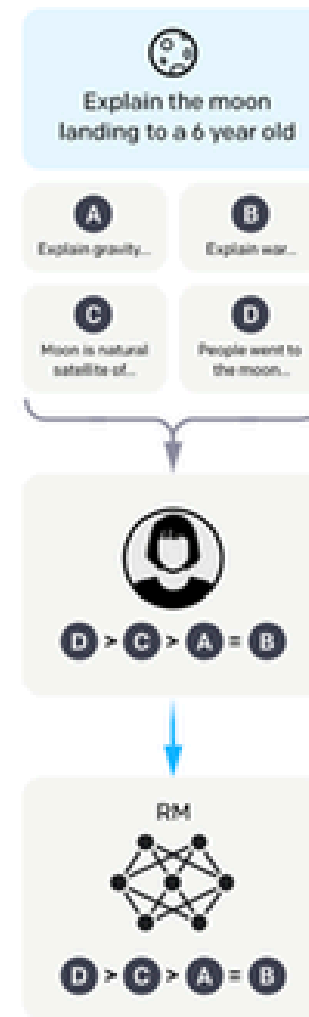 Explain the moon
landing to a 6 year old
A
B
Explain gravity...
Explain war...
C
D
Moon is natural
satellite of...
People went to
the moon...
D > C > A = B
RM
D > C > A = B